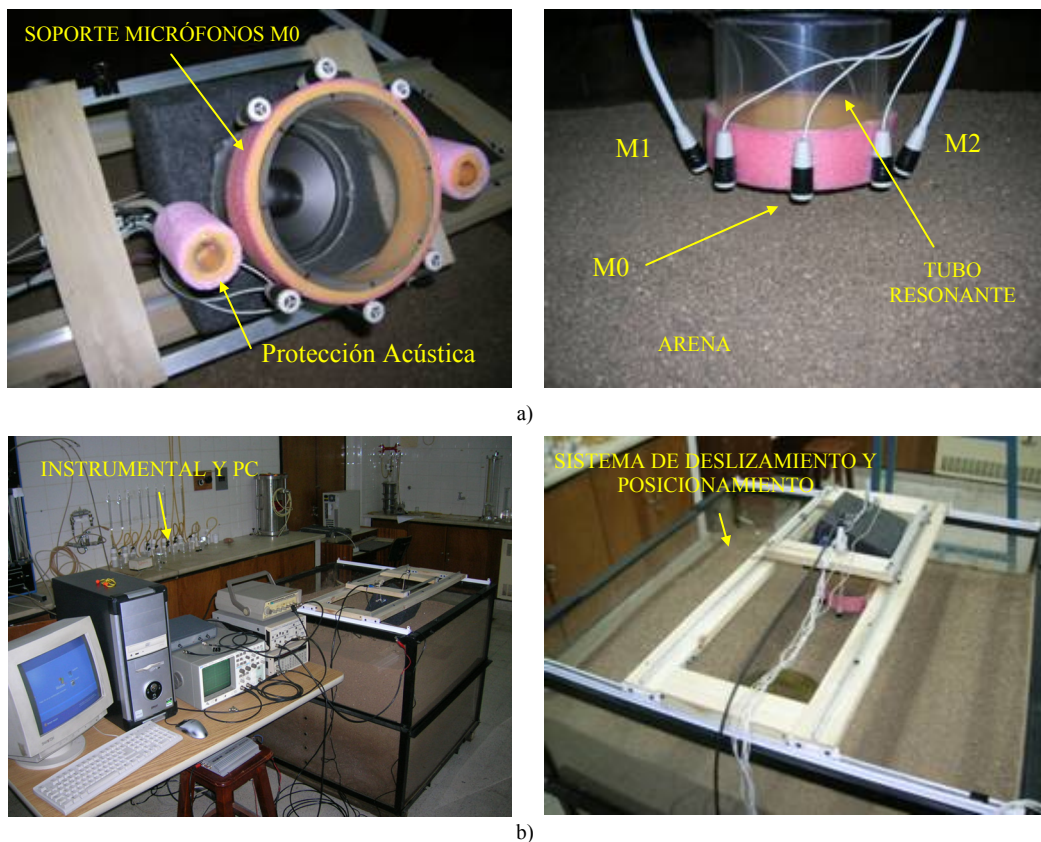 SOPORTE MICRÓFONOS M0
Protección Acústica
M1
M2
M0
TUBO
RESONANTE
ARENA
a)
INSTRUMENTAL Y PC
SISTEMA DE DESLIZAMIENTO Y
POSICIONAMIENTO
b)